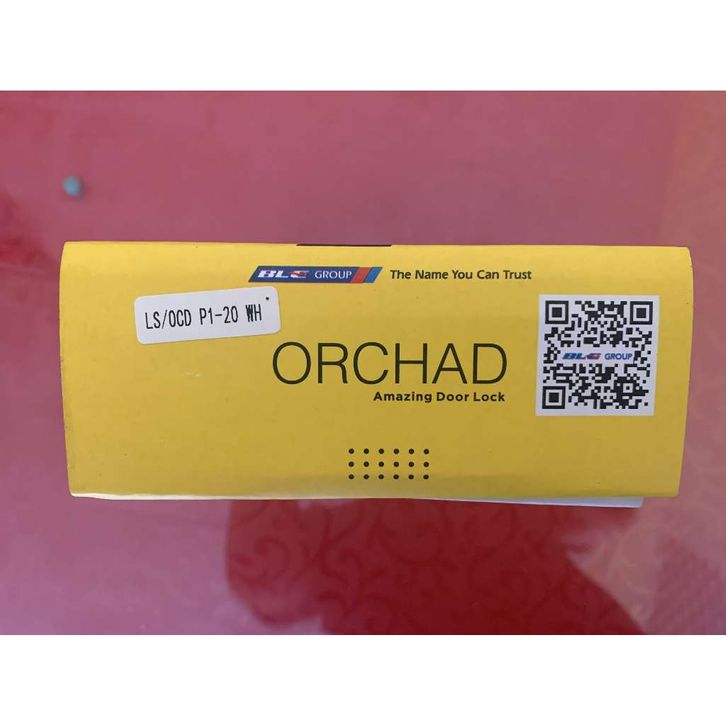 BLG GROUP The Name You Can Trust
LS/OCD P1-20 WH
BLG GROUP
ORCHAD
Amazing Door Lock